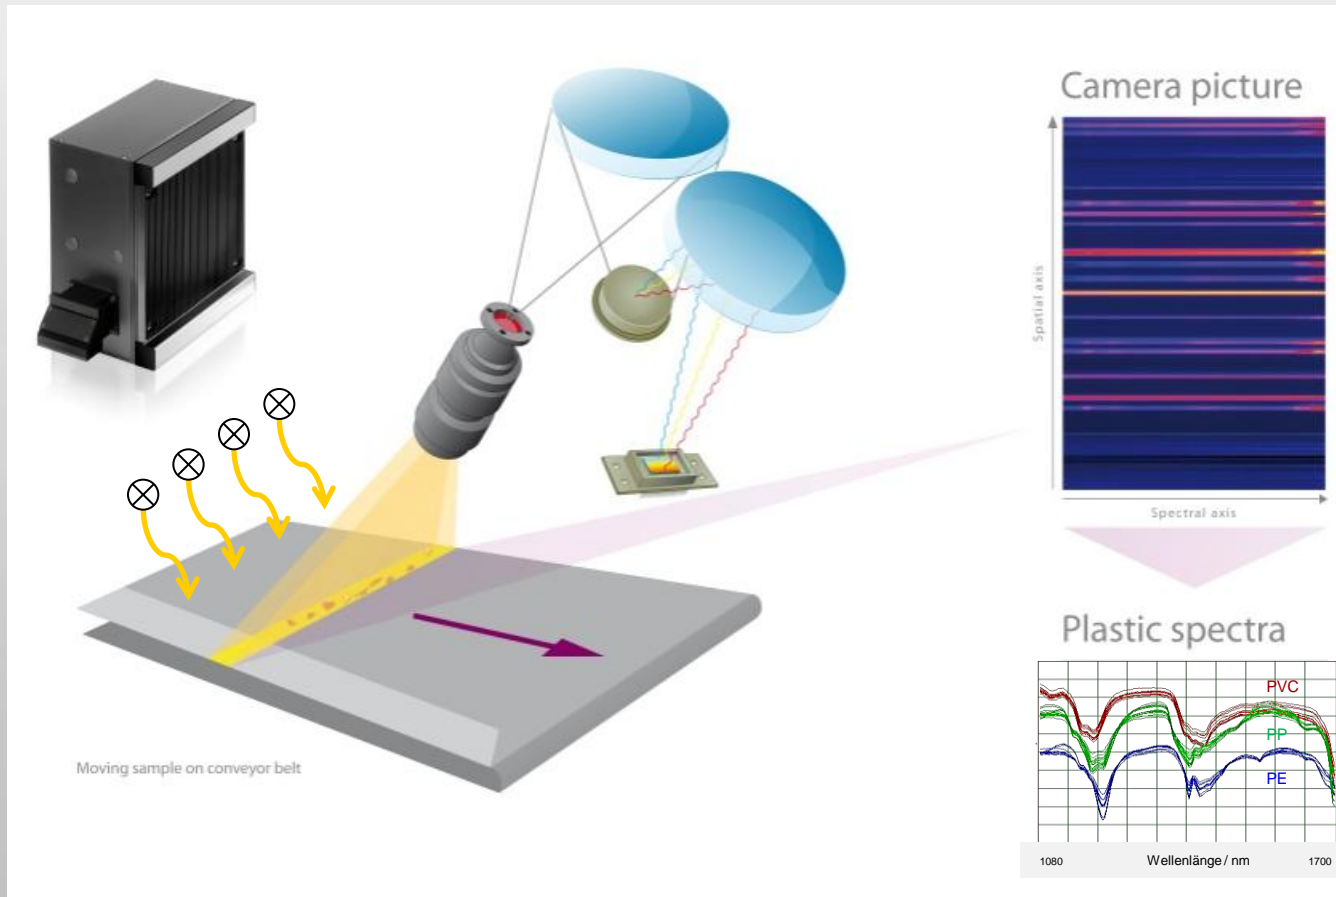 Camera picture
Spatial axis
Spectral axis
Plastic spectra
PVC
PP
PE
1080 Wellenlänge / nm 1700
Moving sample on conveyor belt